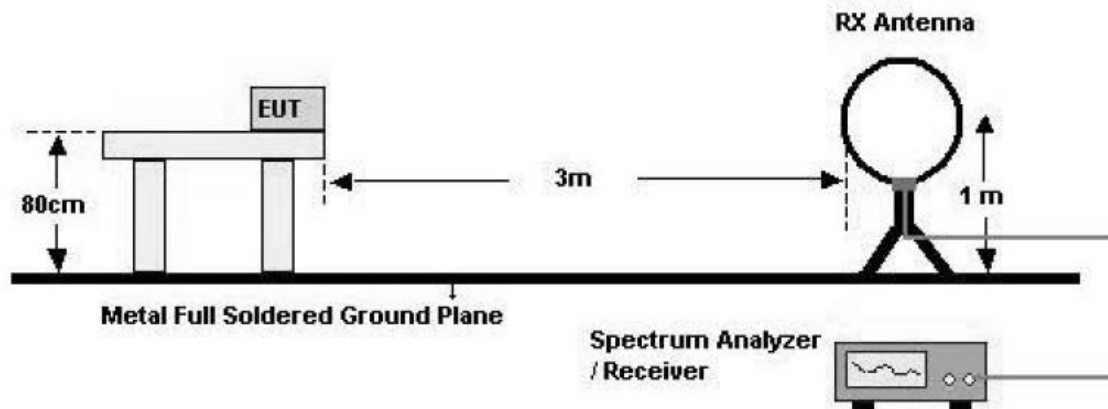 RX Antenna
EUT
3m
80cm
1 m
Metal Full Soldered Ground Plane
Spectrum Analyzer
/ Receiver